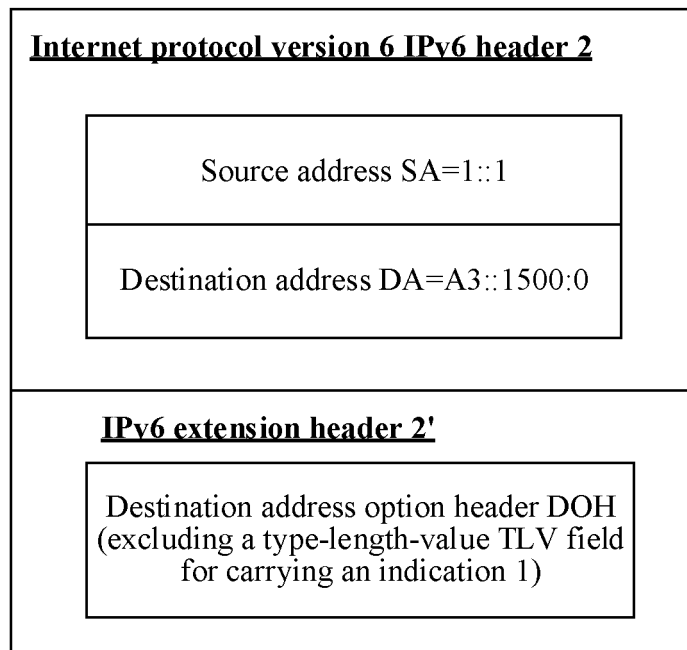 Internet protocol version 6 IPv6 header 2
Source address SA=1::1
Destination address DA=A3::1500:0
IPv6 extension header 2'
Destination address option header DOH
(excluding a type-length-value TLV field
for carrying an indication 1)